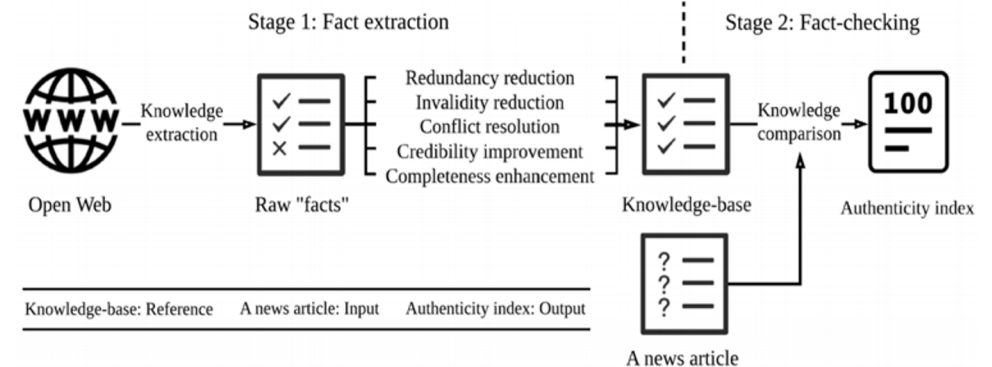 Stage 1: Fact extraction
Stage 2: Fact-checking
WWW
Knowledge
extraction
Redundancy reduction
Invalidity reduction
Conflict resolution
Credibility improvement
Completeness enhancement
Knowledge
comparison
100
Open Web
Raw "facts"
Knowledge-base
Authenticity index
? 
?
?
Knowledge-base: Reference A news article: Input Authenticity index: Output
A news article